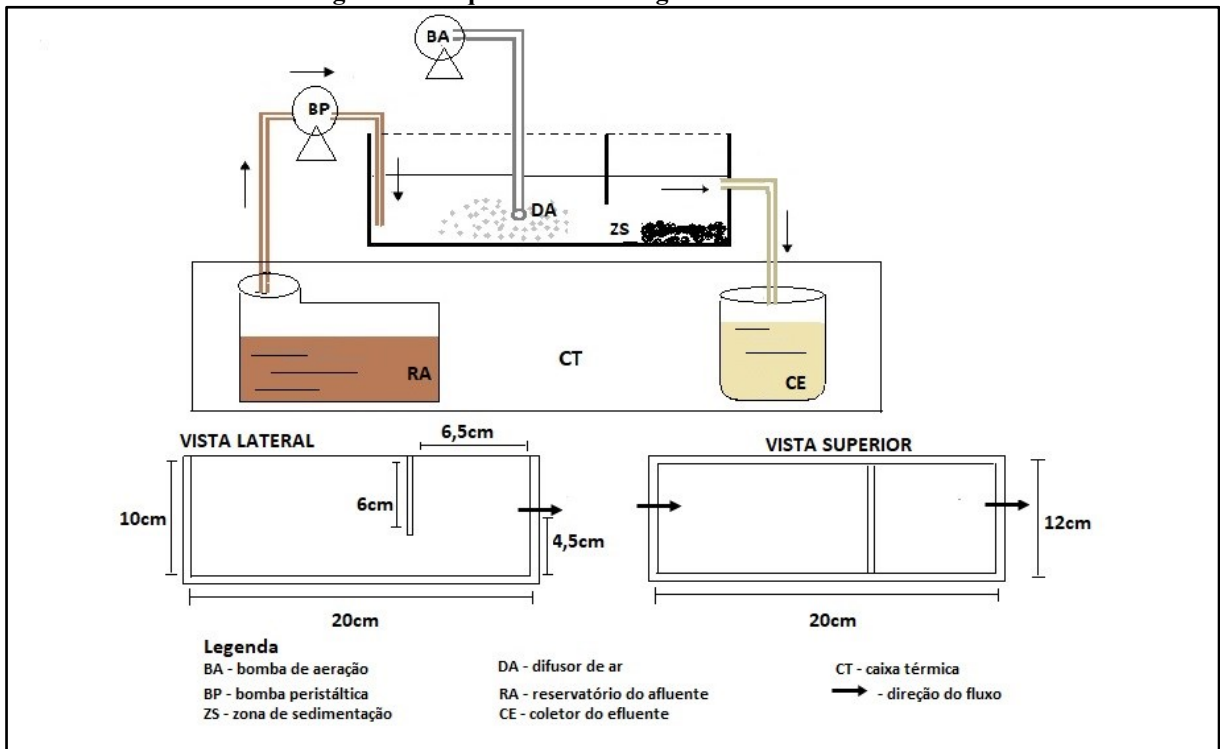 BA
BP
DA
ZS
RA
CT
CE
VISTA LATERAL
6,5cm
VISTA SUPERIOR
10cm
6cm
4,5cm
12cm
20cm
20cm
Legenda
BA - bomba de aeração
DA - difusor de ar
CT - caixa térmica
BP - bomba peristáltica
RA - reservatório do afluente
- direção do fluxo
ZS - zona de sedimentação
CE - coletor do efluente